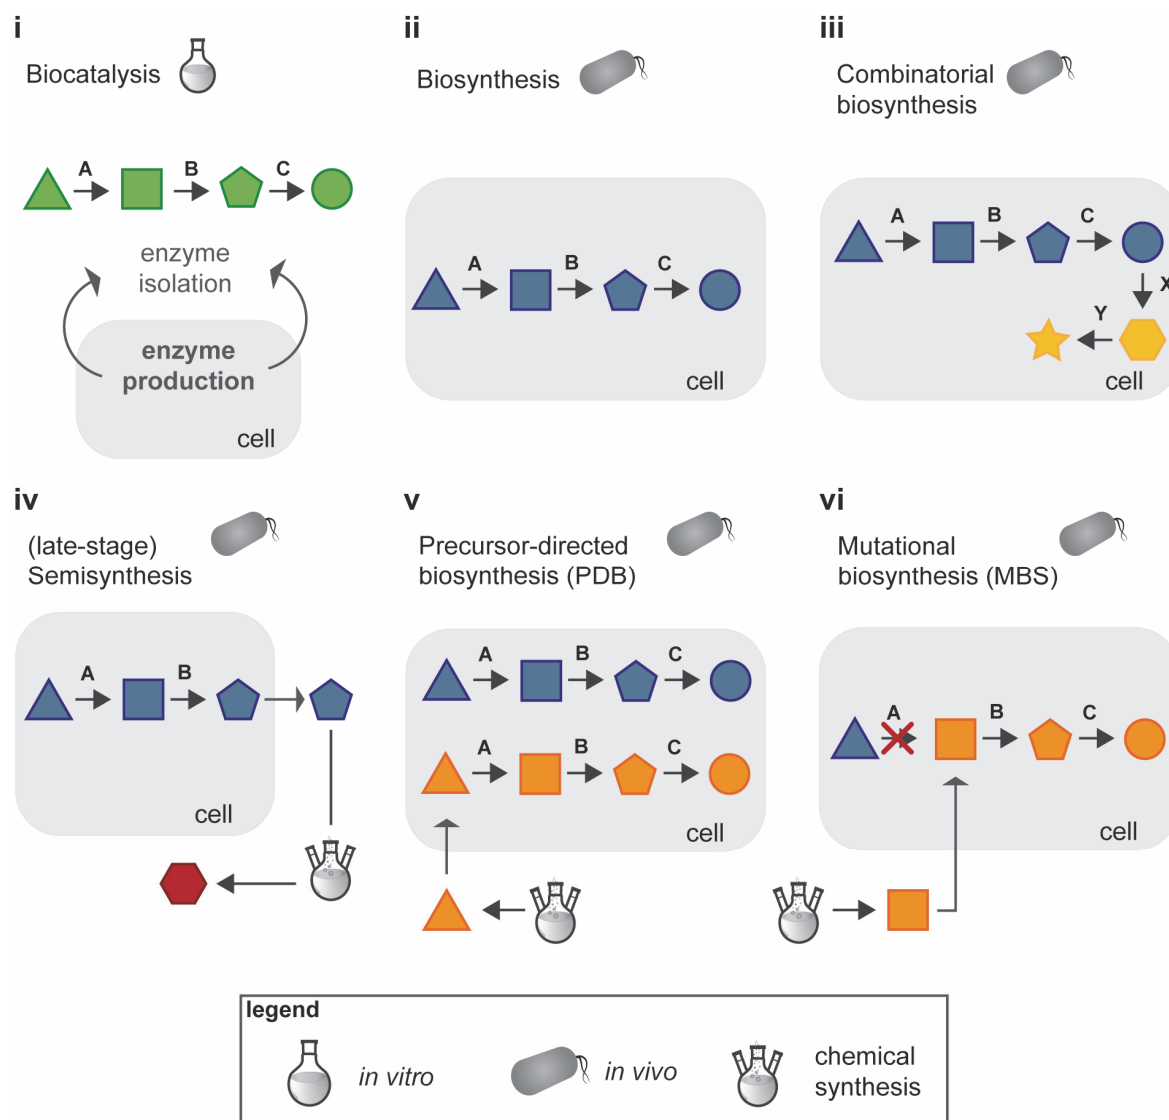 i
Biocatalysis
A B C
enzyme
isolation
enzyme
production
cell
ii
Biosynthesis
A B C
cell
iii
Combinatorial
biosynthesis
A B C
X
Y
cell
iv
(late-stage)
Semisynthesis
A B
cell
v
Precursor-directed
biosynthesis (PDB)
A B C
A B C
cell
vi
Mutational
biosynthesis (MBS)
A B C
cell
legend
in vitro
in vivo
chemical
synthesis